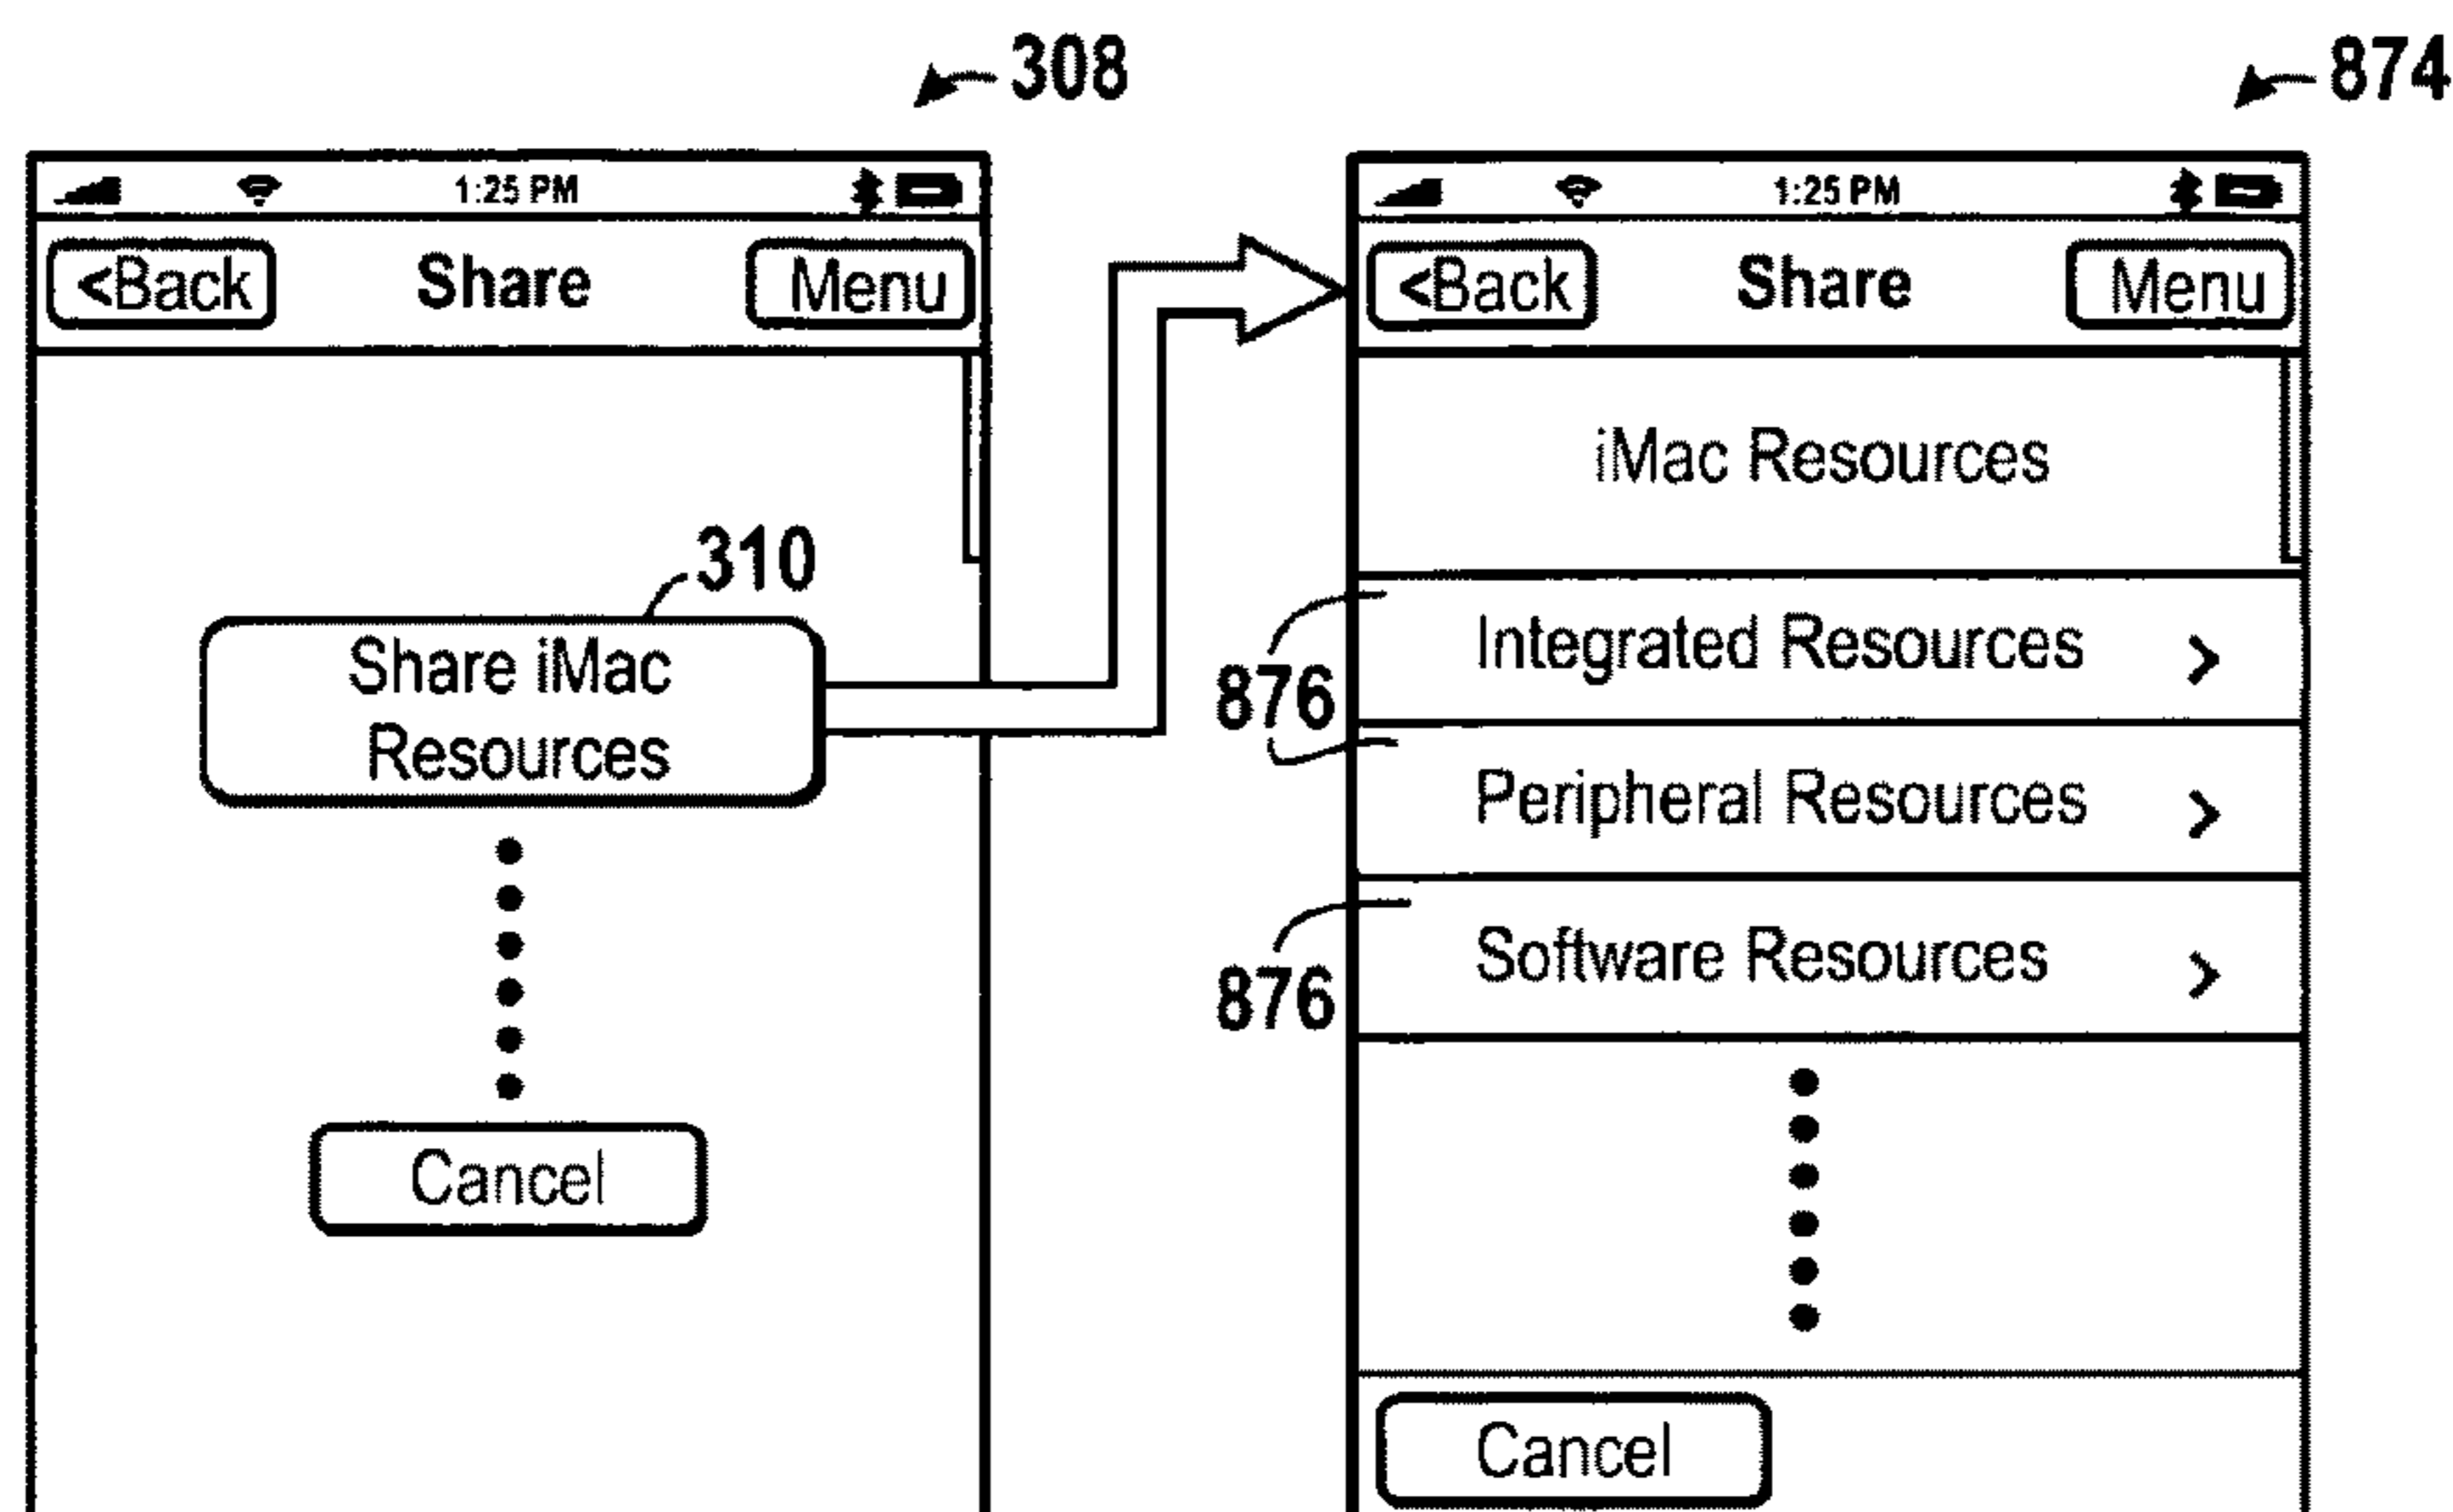 308
1:25 PM
<Back Share Menu
310
Share iMac
Resources
Cancel
874
1:25 PM
<Back Share Menu
iMac Resources
Integrated Resources >
876
Peripheral Resources >
Software Resources >
876
Cancel